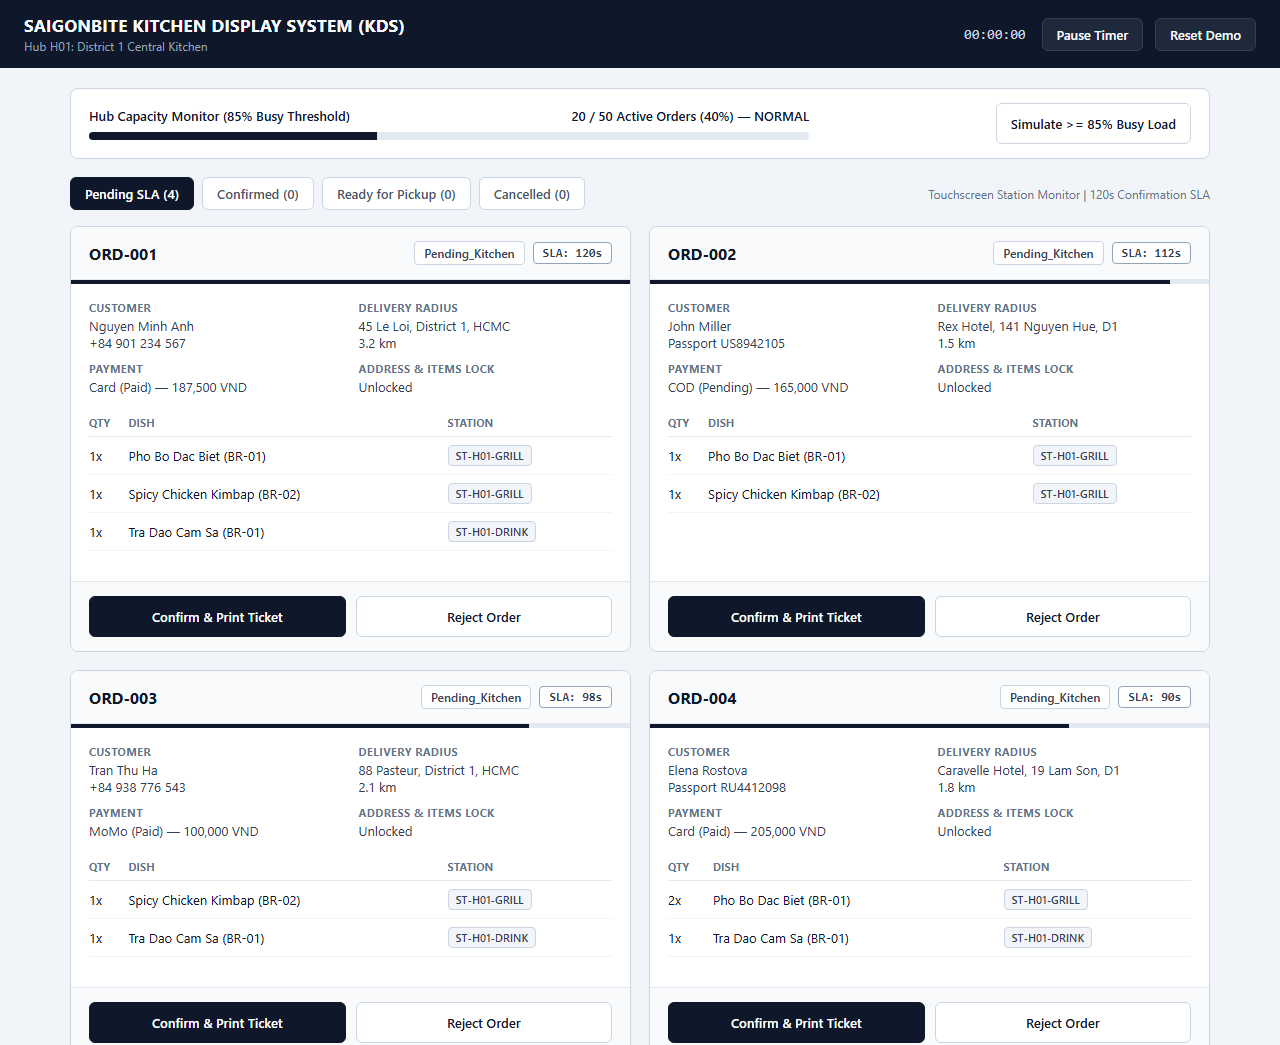 SAIGONBITE KITCHEN DISPLAY SYSTEM (KDS)
Hub H01: District 1 Central Kitchen
00:00:00
Pause Timer
Reset Demo
Hub Capacity Monitor (85% Busy Threshold)
20 / 50 Active Orders (40%) — NORMAL
Simulate >= 85% Busy Load
Pending SLA (4)
Confirmed (0)
Ready for Pickup (0)
Cancelled (0)
Touchscreen Station Monitor | 120s Confirmation SLA
ORD-001
Pending_Kitchen
SLA: 120s
CUSTOMER
Nguyen Minh Anh
+84 901 234 567
DELIVERY RADIUS
45 Le Loi, District 1, HCMC
3.2 km
PAYMENT
Card (Paid) — 187,500 VND
ADDRESS & ITEMS LOCK
Unlocked
QTY DISH STATION
1x Pho Bo Dac Biet (BR-01) ST-H01-GRILL
1x Spicy Chicken Kimbap (BR-02) ST-H01-GRILL
1x Tra Dao Cam Sa (BR-01) ST-H01-DRINK
Confirm & Print Ticket
Reject Order
ORD-002
Pending_Kitchen
SLA: 112s
CUSTOMER
John Miller
Passport US8942105
DELIVERY RADIUS
Rex Hotel, 141 Nguyen Hue, D1
1.5 km
PAYMENT
COD (Pending) — 165,000 VND
ADDRESS & ITEMS LOCK
Unlocked
QTY DISH STATION
1x Pho Bo Dac Biet (BR-01) ST-H01-GRILL
1x Spicy Chicken Kimbap (BR-02) ST-H01-GRILL
Confirm & Print Ticket
Reject Order
ORD-003
Pending_Kitchen
SLA: 98s
CUSTOMER
Tran Thu Ha
+84 938 776 543
DELIVERY RADIUS
88 Pasteur, District 1, HCMC
2.1 km
PAYMENT
MoMo (Paid) — 100,000 VND
ADDRESS & ITEMS LOCK
Unlocked
QTY DISH STATION
1x Spicy Chicken Kimbap (BR-02) ST-H01-GRILL
1x Tra Dao Cam Sa (BR-01) ST-H01-DRINK
Confirm & Print Ticket
Reject Order
ORD-004
Pending_Kitchen
SLA: 90s
CUSTOMER
Elena Rostova
Passport RU4412098
DELIVERY RADIUS
Caravelle Hotel, 19 Lam Son, D1
1.8 km
PAYMENT
Card (Paid) — 205,000 VND
ADDRESS & ITEMS LOCK
Unlocked
QTY DISH STATION
2x Pho Bo Dac Biet (BR-01) ST-H01-GRILL
1x Tra Dao Cam Sa (BR-01) ST-H01-DRINK
Confirm & Print Ticket
Reject Order